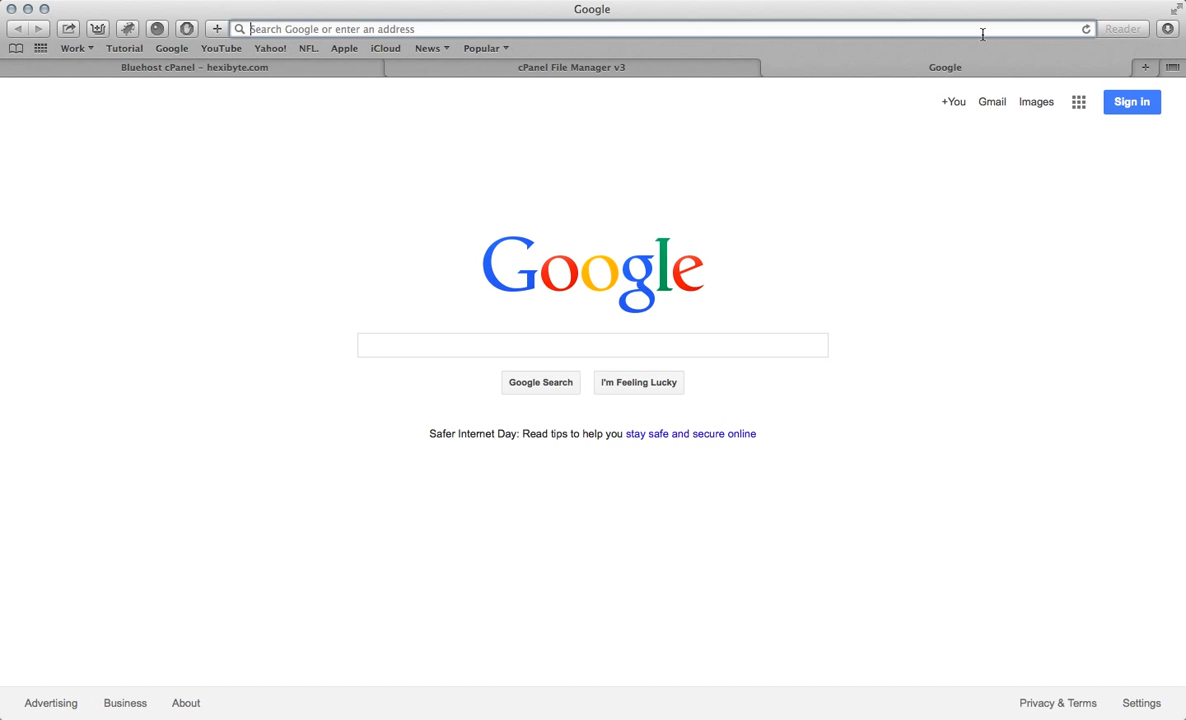 Google
Search Google or enter an address
Reader
Work Tutorial Google YouTube Yahoo! NFL. Apple iCloud News Popular
Bluehost cPanel – hexibyte.com cPanel File Manager v3 Google
+You Gmail Images Sign in
Google
Google Search I'm Feeling Lucky
Safer Internet Day: Read tips to help you stay safe and secure online
Advertising Business About Privacy & Terms Settings